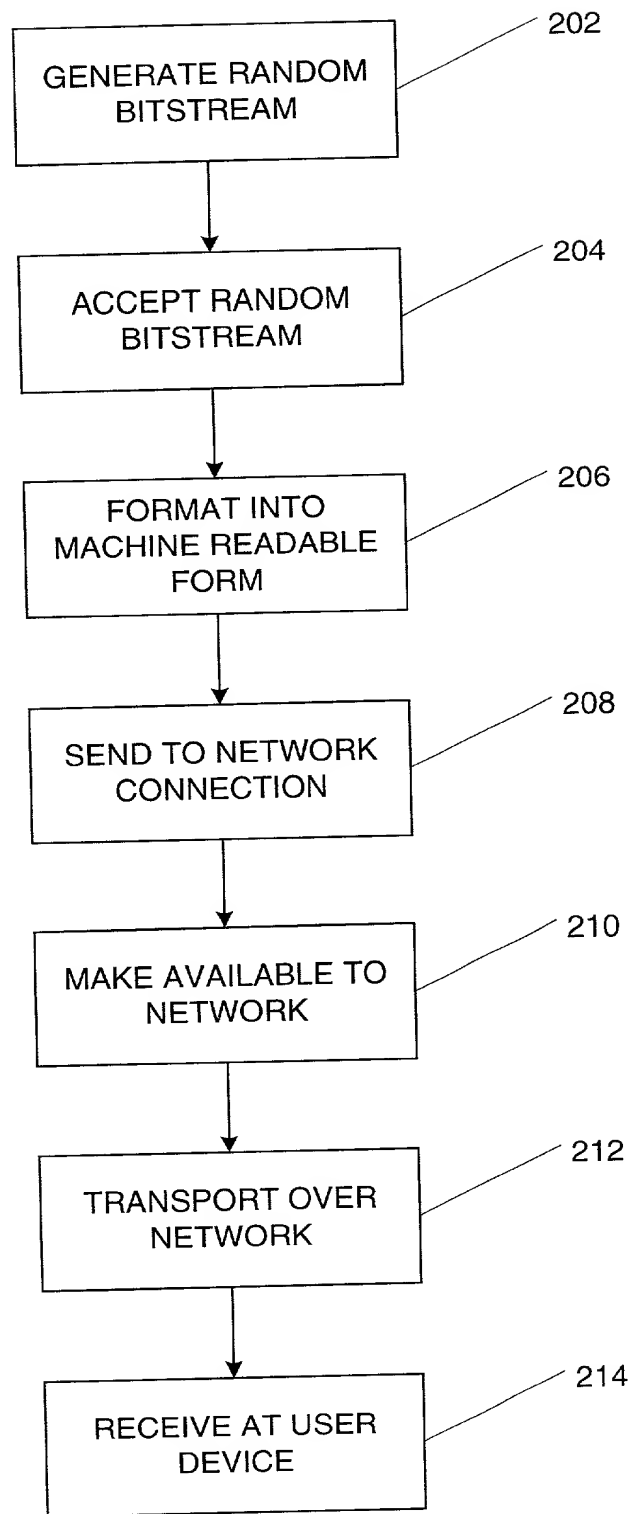 202
GENERATE RANDOM
BITSTREAM
204
ACCEPT RANDOM
BITSTREAM
206
FORMAT INTO
MACHINE READABLE
FORM
208
SEND TO NETWORK
CONNECTION
210
MAKE AVAILABLE TO
NETWORK
212
TRANSPORT OVER
NETWORK
214
RECEIVE AT USER
DEVICE